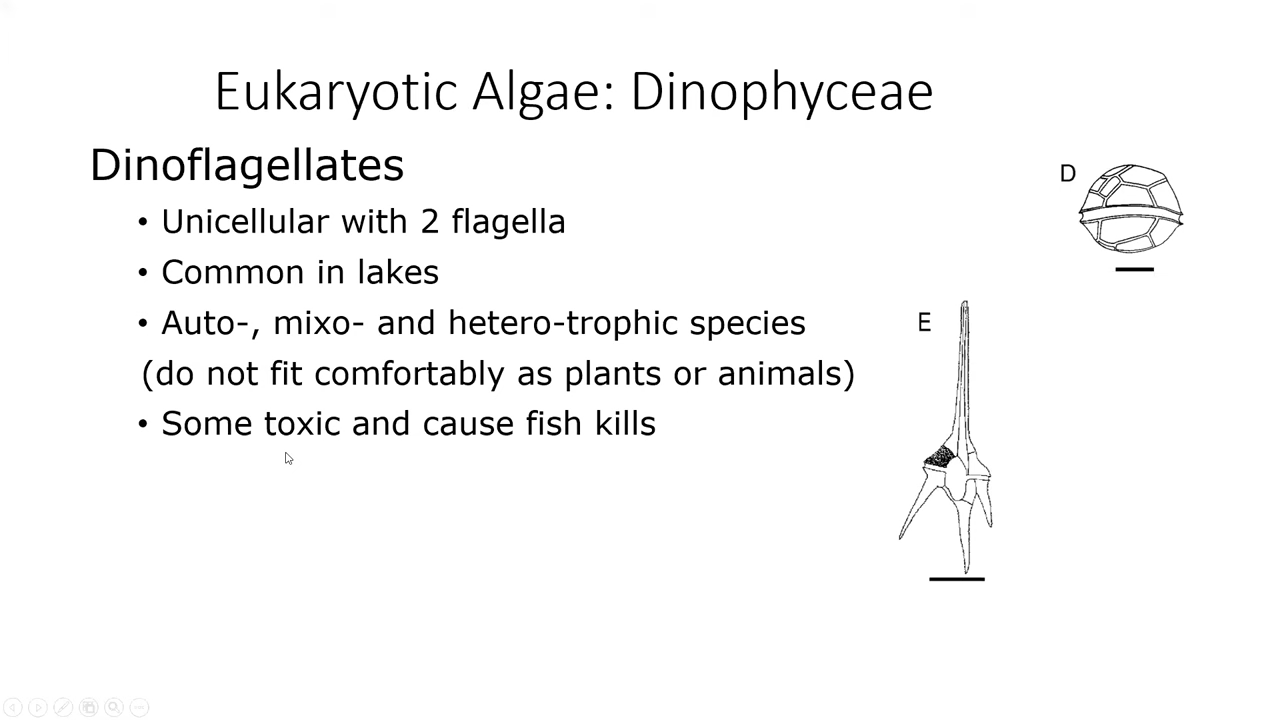 Eukaryotic Algae: Dinophyceae
Dinoflagellates
• Unicellular with 2 flagella
• Common in lakes
• Auto-, mixo- and hetero-trophic species
(do not fit comfortably as plants or animals)
• Some toxic and cause fish kills
D
E